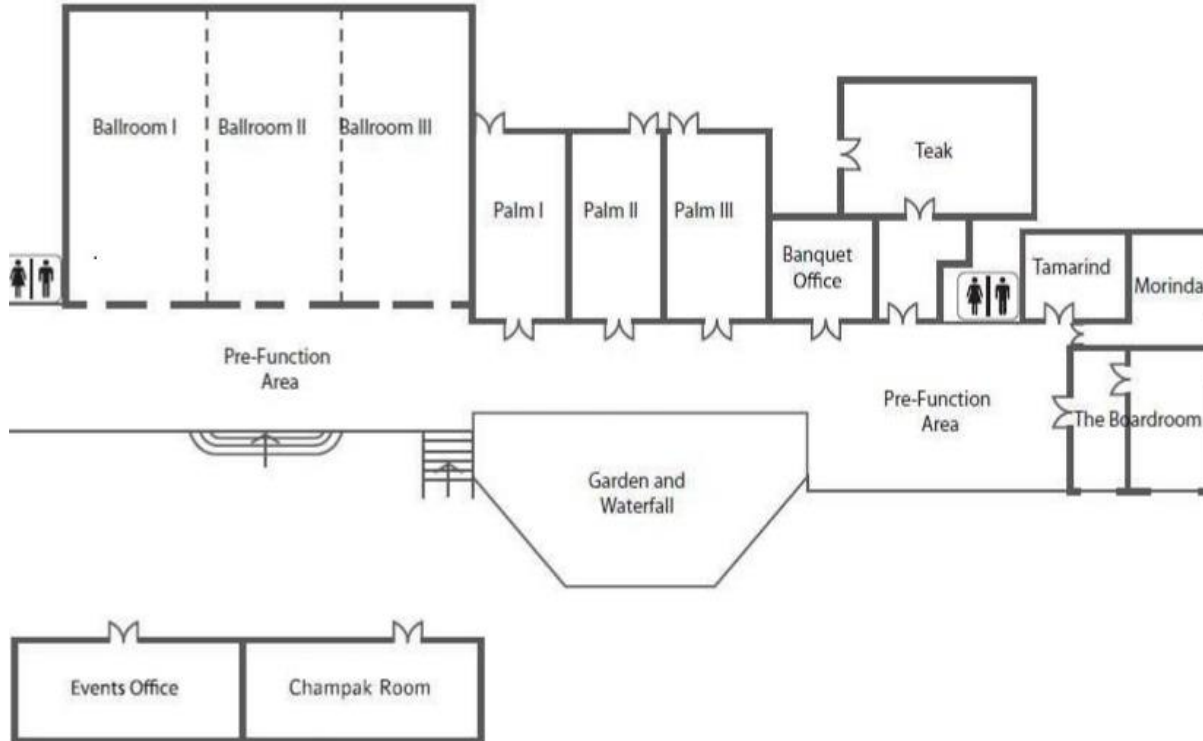 Ballroom I
Ballroom II
Ballroom III
Palm I
Palm II
Palm III
Teak
Banquet
Office
Tamarind
Morinda
Pre-Function
Area
Pre-Function
Area
The Boardroom
Garden and
Waterfall
Events Office
Champak Room